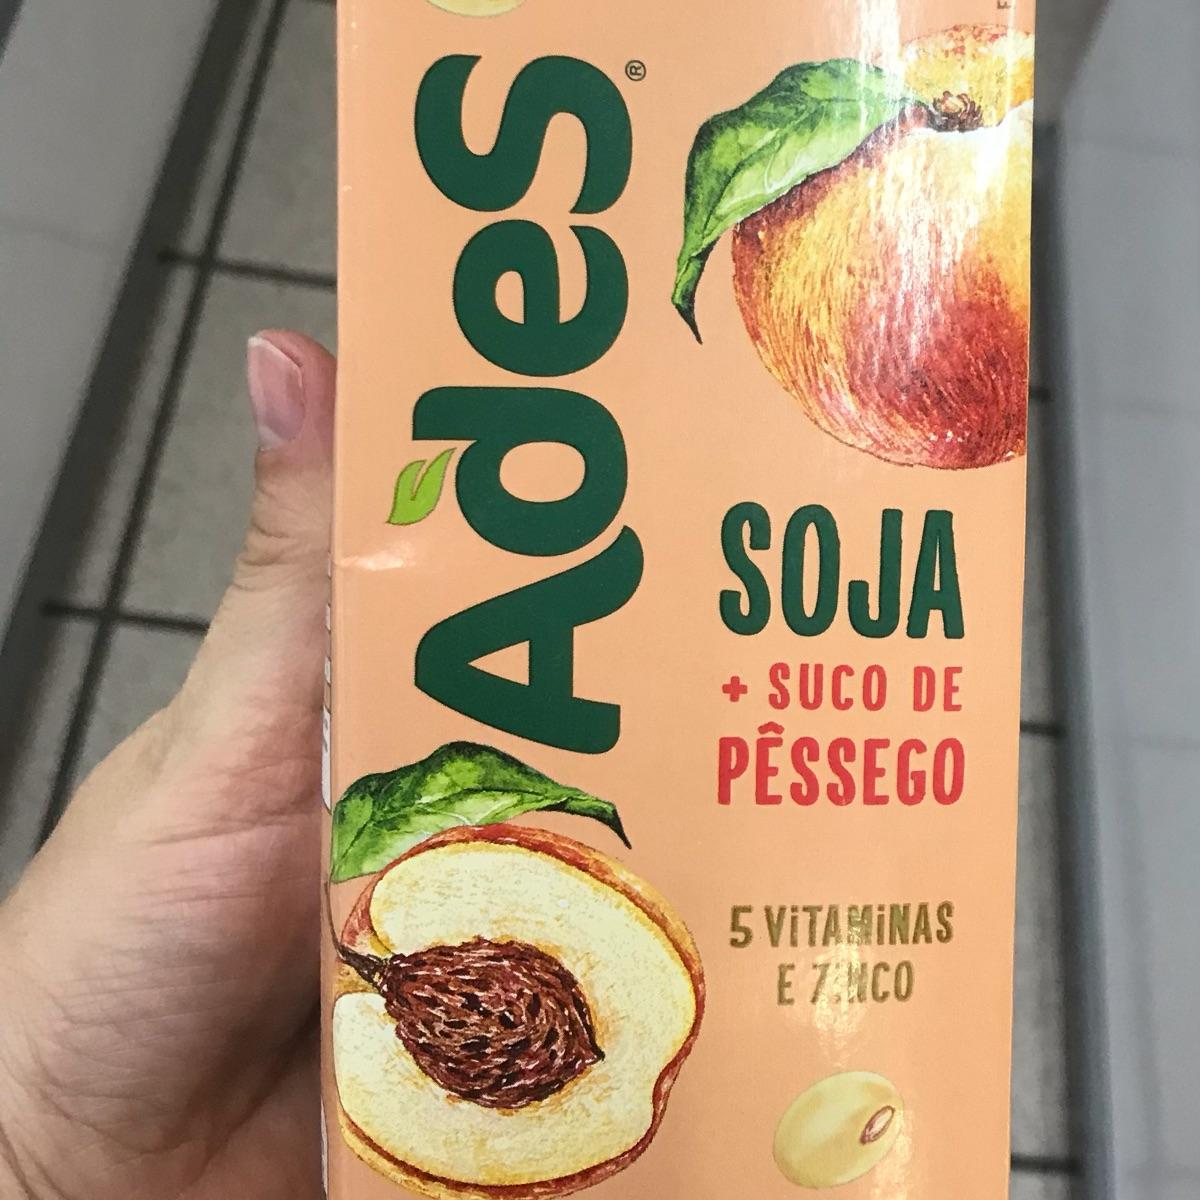 Ades®
SOJA
+ SUCO DE
PÊSSEGO
5 ViTAMiNAS
E ZINCO